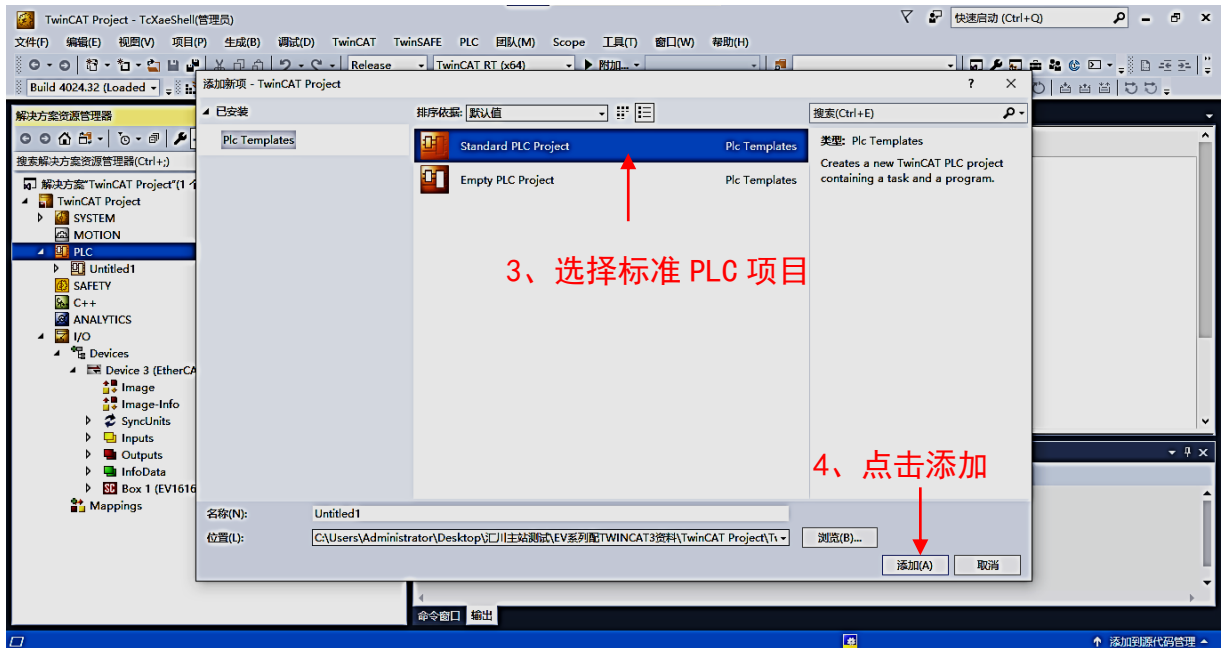 TwinCAT Project - TcXaeShell(管理员)
快速启动 (Ctrl+Q)
文件(F) 编辑(E) 视图(V) 项目(P) 生成(B) 调试(D) TwinCAT TwinSAFE PLC 团队(M) Scope 工具(T) 窗口(W) 帮助(H)
Release TwinCAT RT (x64) 附加...
Build 4024.32 (Loaded
添加新项 - TwinCAT Project
? ×
解决方案资源管理器
搜索解决方案资源管理器(Ctrl+;)
解决方案"TwinCAT Project"(1 个
TwinCAT Project
SYSTEM
MOTION
PLC
Untitled1
SAFETY
C++
ANALYTICS
I/O
Devices
Device 3 (EtherCA
Image
Image-Info
SyncUnits
Inputs
Outputs
InfoData
Box 1 (EV1616
Mappings
已安装
Plc Templates
排序依据: 默认值
搜索(Ctrl+E)
Standard PLC Project Plc Templates
Empty PLC Project Plc Templates
类型: Plc Templates
Creates a new TwinCAT PLC project
containing a task and a program.
3、选择标准 PLC 项目
4、点击添加
名称(N): Untitled1
位置(L): C:\Users\Administrator\Desktop\汇川主站测试\EV系列配TWINCAT3资料\TwinCAT Project\Tv
浏览(B)...
添加(A) 取消
命令窗口 输出
添加到源代码管理